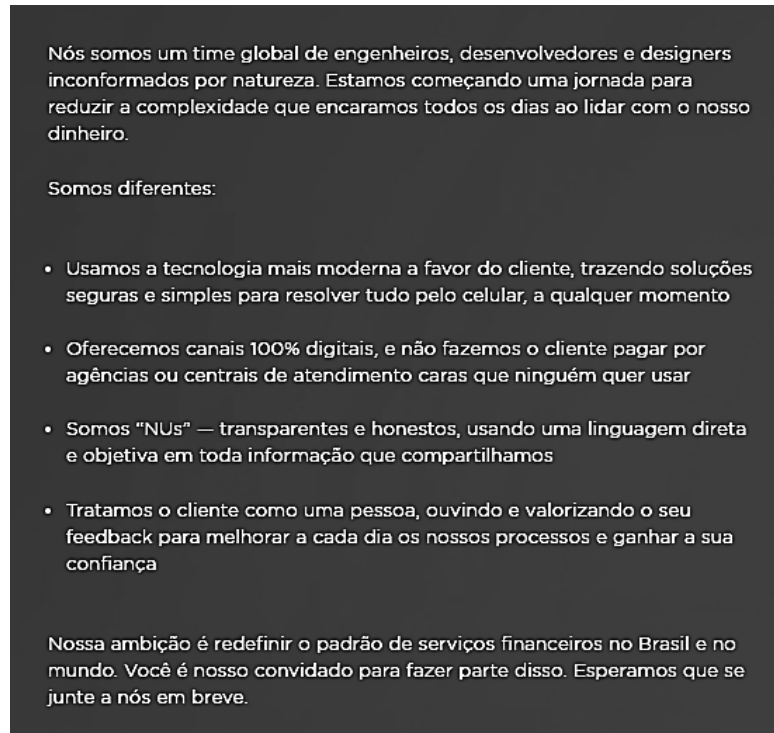 Nós somos um time global de engenheiros, desenvolvedores e designers
inconformados por natureza. Estamos começando uma jornada para
reduzir a complexidade que encaramos todos os dias ao lidar com o nosso
dinheiro.
Somos diferentes:
• Usamos a tecnologia mais moderna a favor do cliente, trazendo soluções
seguras e simples para resolver tudo pelo celular, a qualquer momento
• Oferecemos canais 100% digitais, e não fazemos o cliente pagar por
agências ou centrais de atendimento caras que ninguém quer usar
• Somos “NUs” — transparentes e honestos, usando uma linguagem direta
e objetiva em toda informação que compartilhamos
• Tratamos o cliente como uma pessoa, ouvindo e valorizando o seu
feedback para melhorar a cada dia os nossos processos e ganhar a sua
confiança
Nossa ambição é redefinir o padrão de serviços financeiros no Brasil e no
mundo. Você é nosso convidado para fazer parte disso. Esperamos que se
junte a nós em breve.